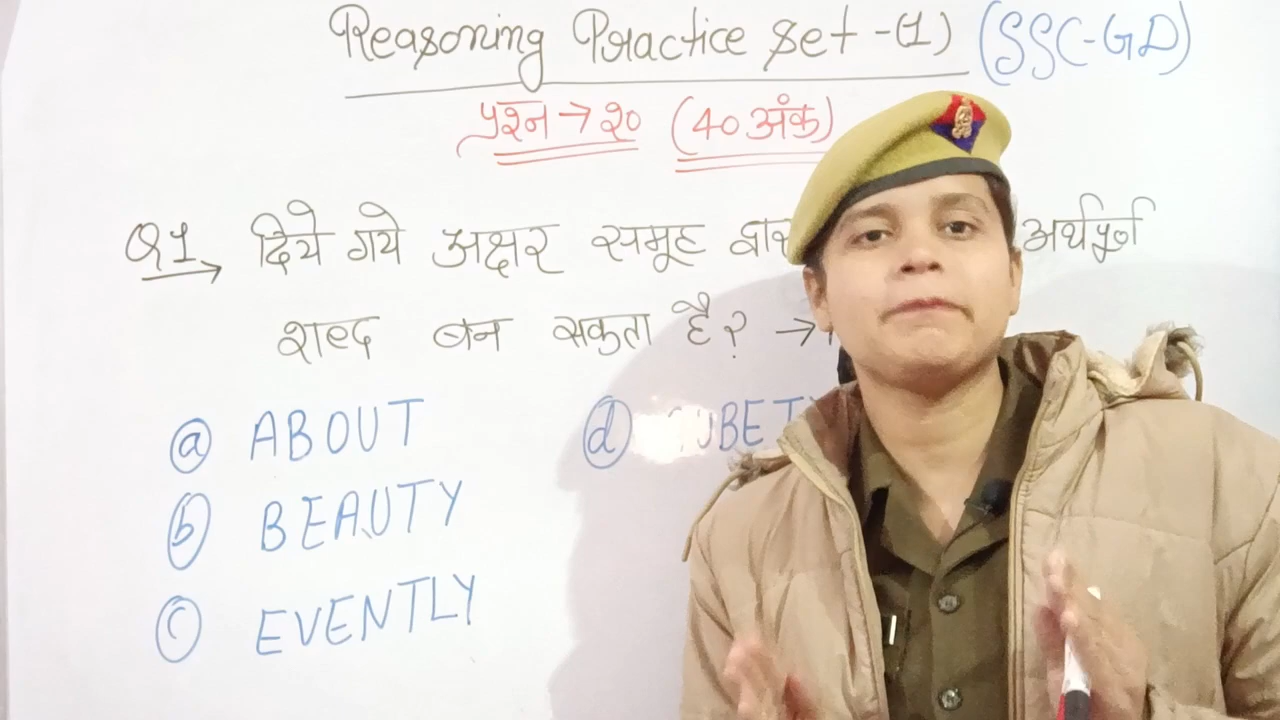 Reasoning Practice Set -(1) (SSC-GD)
प्रश्न → २० (40 अंक)
Q1 → दिये गये अक्षर समूह अर्थपूर्ण
शब्द बन सकता है? →
(a) ABOUT
(d)
(b) BEAUTY
(c) EVENTLY